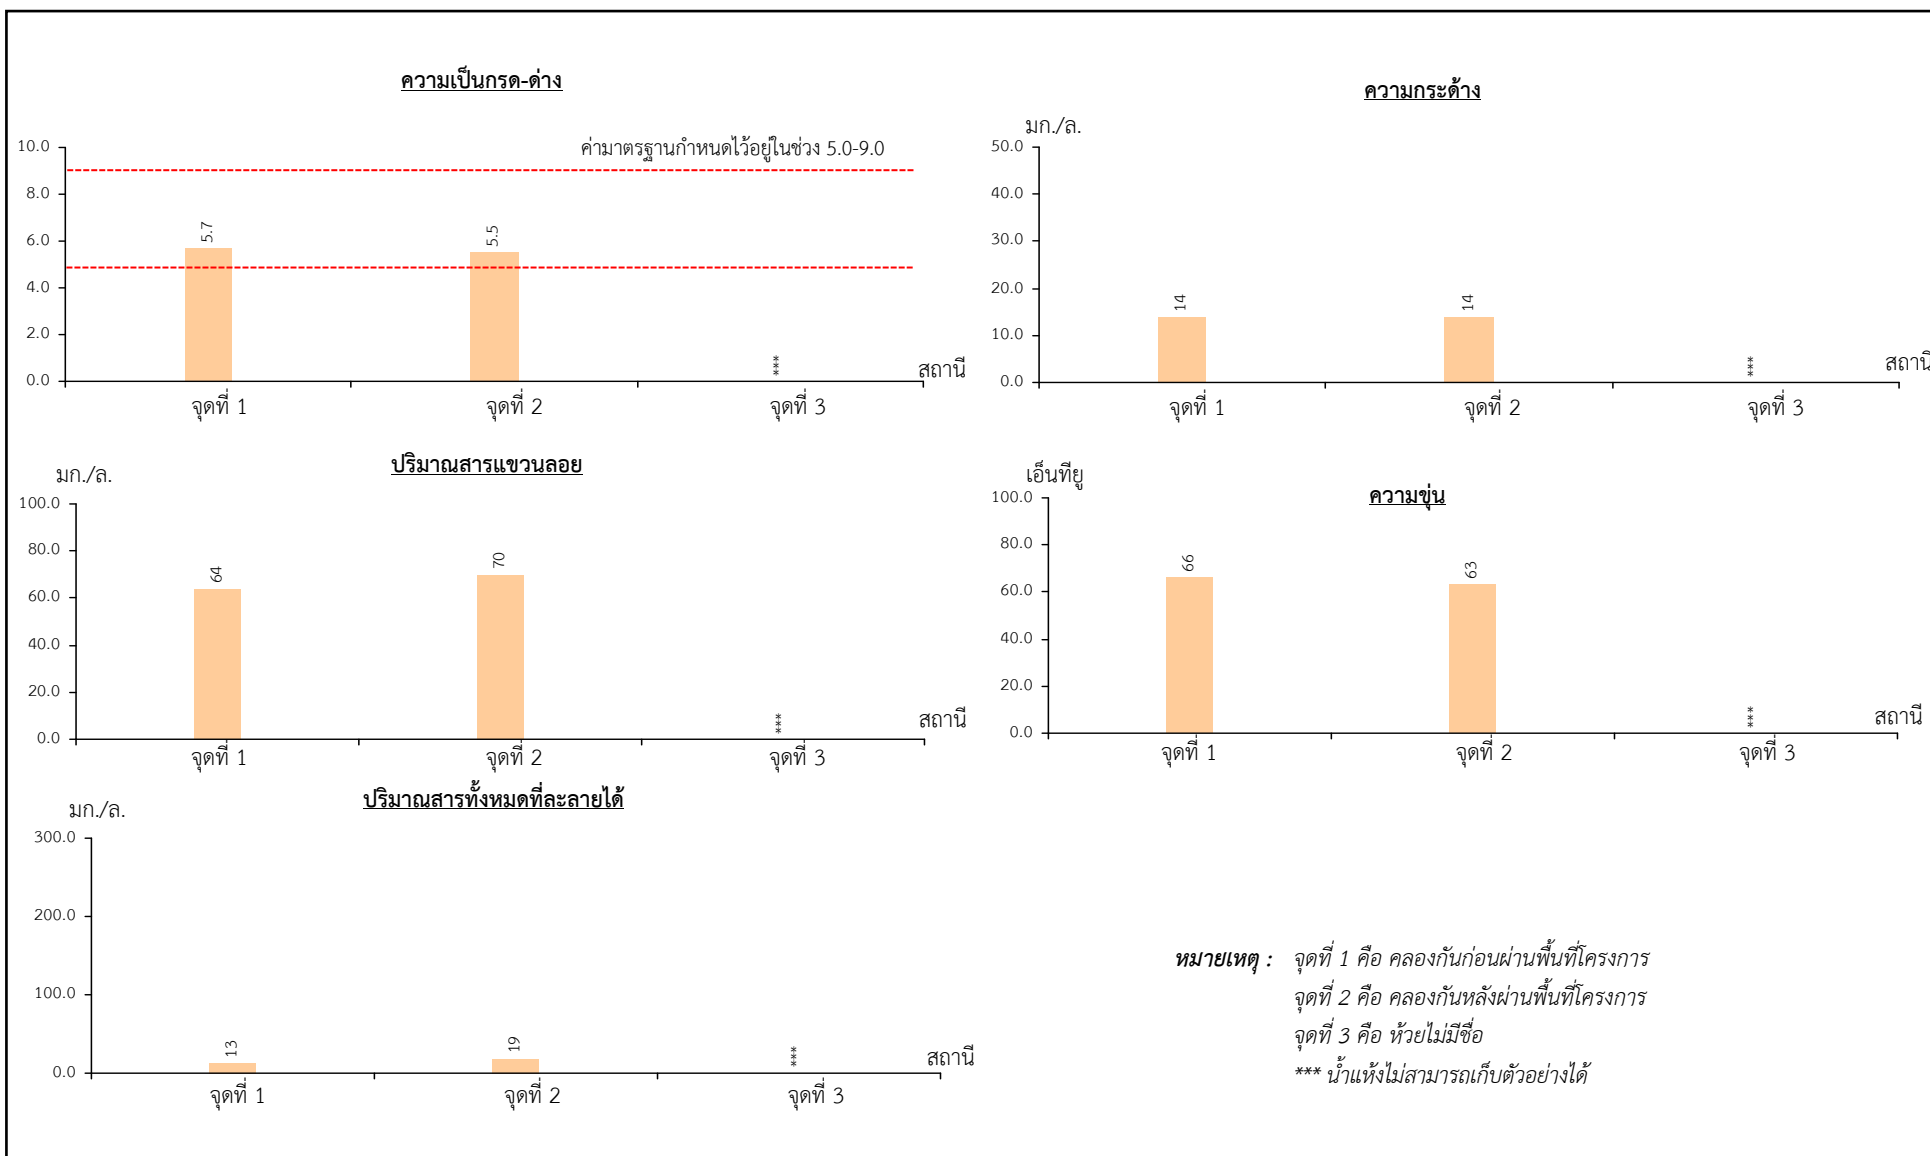 ความเป็นกรด-ด่าง
ค่ามาตรฐานกำหนดไว้อยู่ในช่วง 5.0-9.0
10.0
8.0
6.0
4.0
2.0
0.0
5.7
5.5
***
สถานี
จุดที่ 1
จุดที่ 2
จุดที่ 3
ความกระด้าง
มก./ล.
50.0
40.0
30.0
20.0
10.0
0.0
14
14
***
สถานี
จุดที่ 1
จุดที่ 2
จุดที่ 3
ปริมาณสารแขวนลอย
มก./ล.
100.0
80.0
60.0
40.0
20.0
0.0
64
70
***
สถานี
จุดที่ 1
จุดที่ 2
จุดที่ 3
เอ็นทียู
ความขุ่น
100.0
80.0
60.0
40.0
20.0
0.0
66
63
***
สถานี
จุดที่ 1
จุดที่ 2
จุดที่ 3
ปริมาณสารทั้งหมดที่ละลายได้
มก./ล.
300.0
200.0
100.0
0.0
13
19
***
สถานี
จุดที่ 1
จุดที่ 2
จุดที่ 3
หมายเหตุ : จุดที่ 1 คือ คลองกันก่อนผ่านพื้นที่โครงการ
จุดที่ 2 คือ คลองกันหลังผ่านพื้นที่โครงการ
จุดที่ 3 คือ ห้วยไม่มีชื่อ
*** น้ำแห้งไม่สามารถเก็บตัวอย่างได้